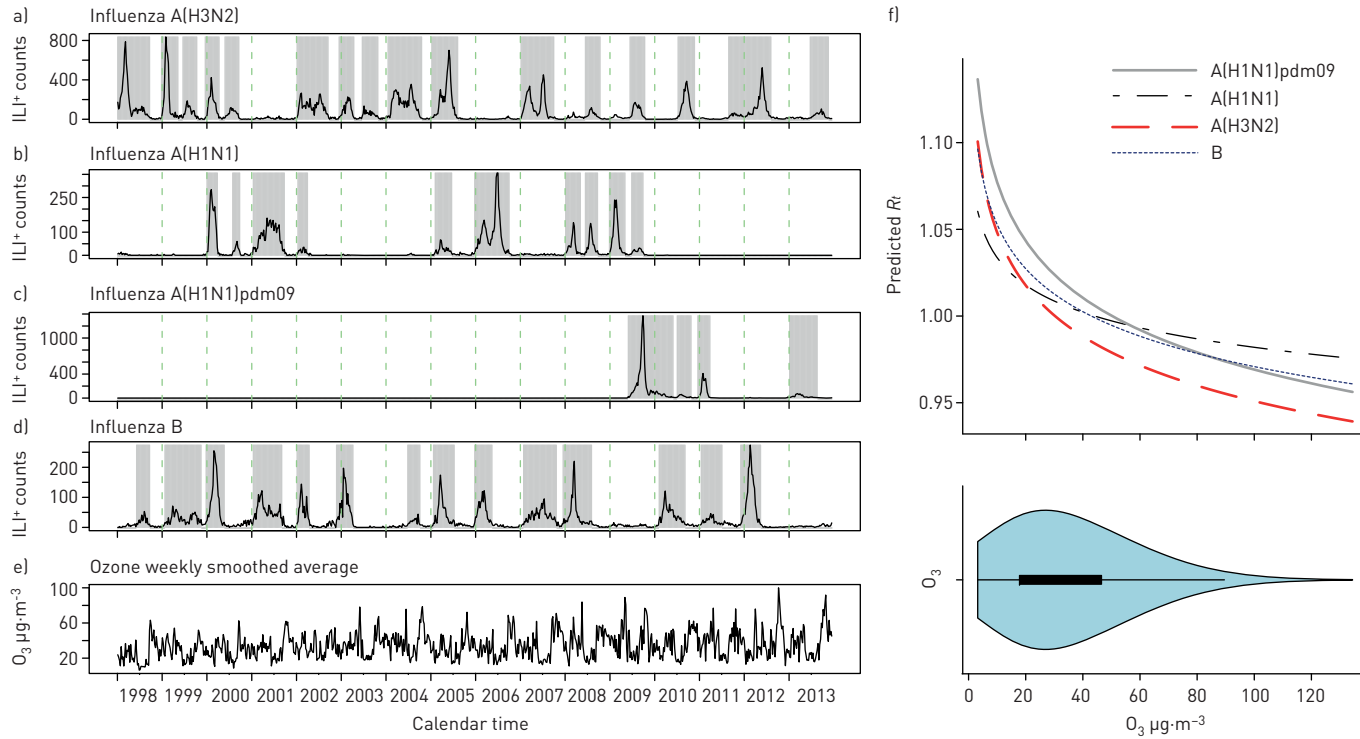 a) Influenza A(H3N2)
ILI+ counts
800
400
0
b) Influenza A(H1N1)
ILI+ counts
250
100
0
c) Influenza A(H1N1)pdm09
ILI+ counts
1000
400
0
d) Influenza B
ILI+ counts
200
100
0
e) Ozone weekly smoothed average
O3 µg·m-3
100
60
20
1998 1999 2000 2001 2002 2003 2004 2005 2006 2007 2008 2009 2010 2011 2012 2013
Calendar time
f)
A(H1N1)pdm09
A(H1N1)
A(H3N2)
B
Predicted Rt
1.10
1.05
1.00
0.95
O3
0 20 40 60 80 100 120
O3 µg·m-3